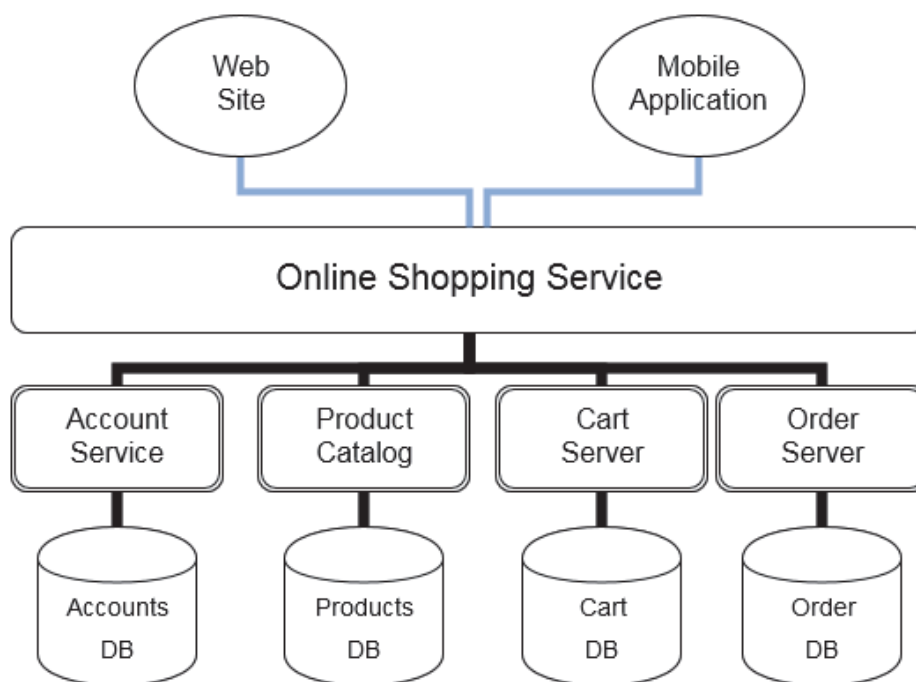 Web
Site
Mobile
Application
Online Shopping Service
Account
Service
Product
Catalog
Cart
Server
Order
Server
Accounts
DB
Products
DB
Cart
DB
Order
DB